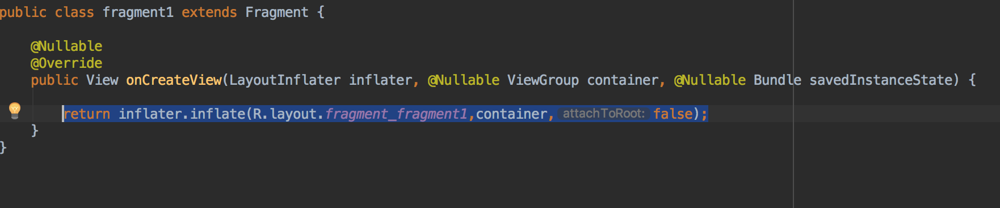 public class fragment1 extends Fragment {
@Nullable
@Override
public View onCreateView(LayoutInflater inflater, @Nullable ViewGroup container, @Nullable Bundle savedInstanceState) {
return inflater.inflate(R.layout.fragment_fragment1,container, attachToRoot: false);
}
}